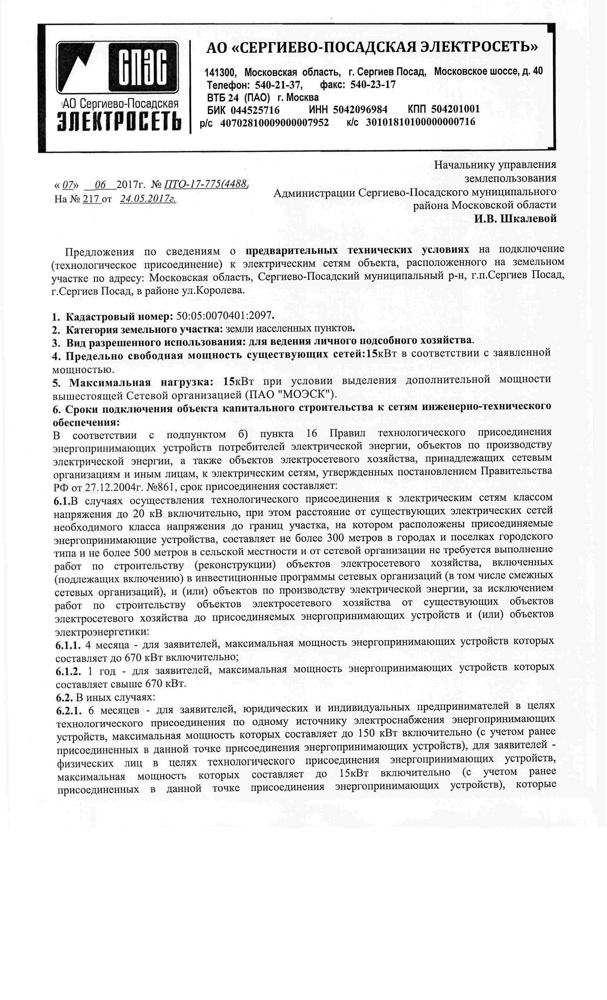 СПЭС
АО Сергиево-Посадская
ЭЛЕКТРОСЕТЬ
АО «СЕРГИЕВО-ПОСАДСКАЯ ЭЛЕКТРОСЕТЬ»
141300, Московская область, г. Сергиев Посад, Московское шоссе, д. 40
Телефон: 540-21-37, факс: 540-23-17
ВТБ 24 (ПАО) г. Москва
БИК 044525716 ИНН 5042096984 КПП 504201001
р/с 40702810009000007952 к/с 30101810100000000716
« 07» __06__2017г. № ПТО-17-775(4488)
На № 217 от 24.05.2017г.
Начальнику управления
землепользования
Администрации Сергиево-Посадского муниципального
района Московской области
И.В. Шкалевой
Предложения по сведениям о предварительных технических условиях на подключение
(технологическое присоединение) к электрическим сетям объекта, расположенного на земельном
участке по адресу: Московская область, Сергиево-Посадский муниципальный р-н, г.п.Сергиев Посад,
г.Сергиев Посад, в районе ул.Королева.
1. Кадастровый номер: 50:05:0070401:2097.
2. Категория земельного участка: земли населенных пунктов.
3. Вид разрешенного использования: для ведения личного подсобного хозяйства.
4. Предельно свободная мощность существующих сетей:15кВт в соответствии с заявленной
мощностью.
5. Максимальная нагрузка: 15кВт при условии выделения дополнительной мощности
вышестоящей Сетевой организацией (ПАО "МОЭСК").
6. Сроки подключения объекта капитального строительства к сетям инженерно-технического
обеспечения:
В соответствии с подпунктом б) пункта 16 Правил технологического присоединения
энергопринимающих устройств потребителей электрической энергии, объектов по производству
электрической энергии, а также объектов электросетевого хозяйства, принадлежащих сетевым
организациям и иным лицам, к электрическим сетям, утвержденных постановлением Правительства
РФ от 27.12.2004г. №861, срок присоединения составляет:
6.1.В случаях осуществления технологического присоединения к электрическим сетям классом
напряжения до 20 кВ включительно, при этом расстояние от существующих электрических сетей
необходимого класса напряжения до границ участка, на котором расположены присоединяемые
энергопринимающие устройства, составляет не более 300 метров в городах и поселках городского
типа и не более 500 метров в сельской местности и от сетевой организации не требуется выполнение
работ по строительству (реконструкции) объектов электросетевого хозяйства, включенных
(подлежащих включению) в инвестиционные программы сетевых организаций (в том числе смежных
сетевых организаций), и (или) объектов по производству электрической энергии, за исключением
работ по строительству объектов электросетевого хозяйства от существующих объектов
электросетевого хозяйства до присоединяемых энергопринимающих устройств и (или) объектов
электроэнергетики:
6.1.1. 4 месяца - для заявителей, максимальная мощность энергопринимающих устройств которых
составляет до 670 кВт включительно;
6.1.2. 1 год - для заявителей, максимальная мощность энергопринимающих устройств которых
составляет свыше 670 кВт.
6.2. В иных случаях:
6.2.1. 6 месяцев - для заявителей, юридических и индивидуальных предпринимателей в целях
технологического присоединения по одному источнику электроснабжения энергопринимающих
устройств, максимальная мощность которых составляет до 150 кВт включительно (с учетом ранее
присоединенных в данной точке присоединения энергопринимающих устройств), для заявителей -
физических лиц в целях технологического присоединения энергопринимающих устройств,
максимальная мощность которых составляет до 15кВт включительно (с учетом ранее
присоединенных в данной точке присоединения энергопринимающих устройств), которые